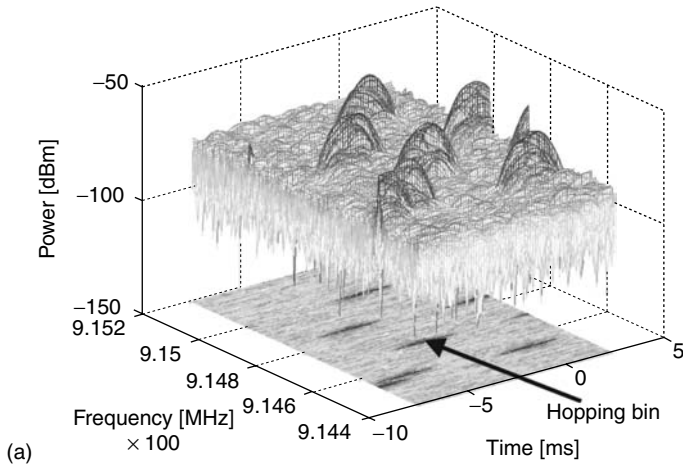 −50
−100
−150
Power [dBm]
9.152
9.15
9.148
9.146
9.144
Frequency [MHz]
× 100
−10
−5
0
5
Time [ms]
Hopping bin
(a)